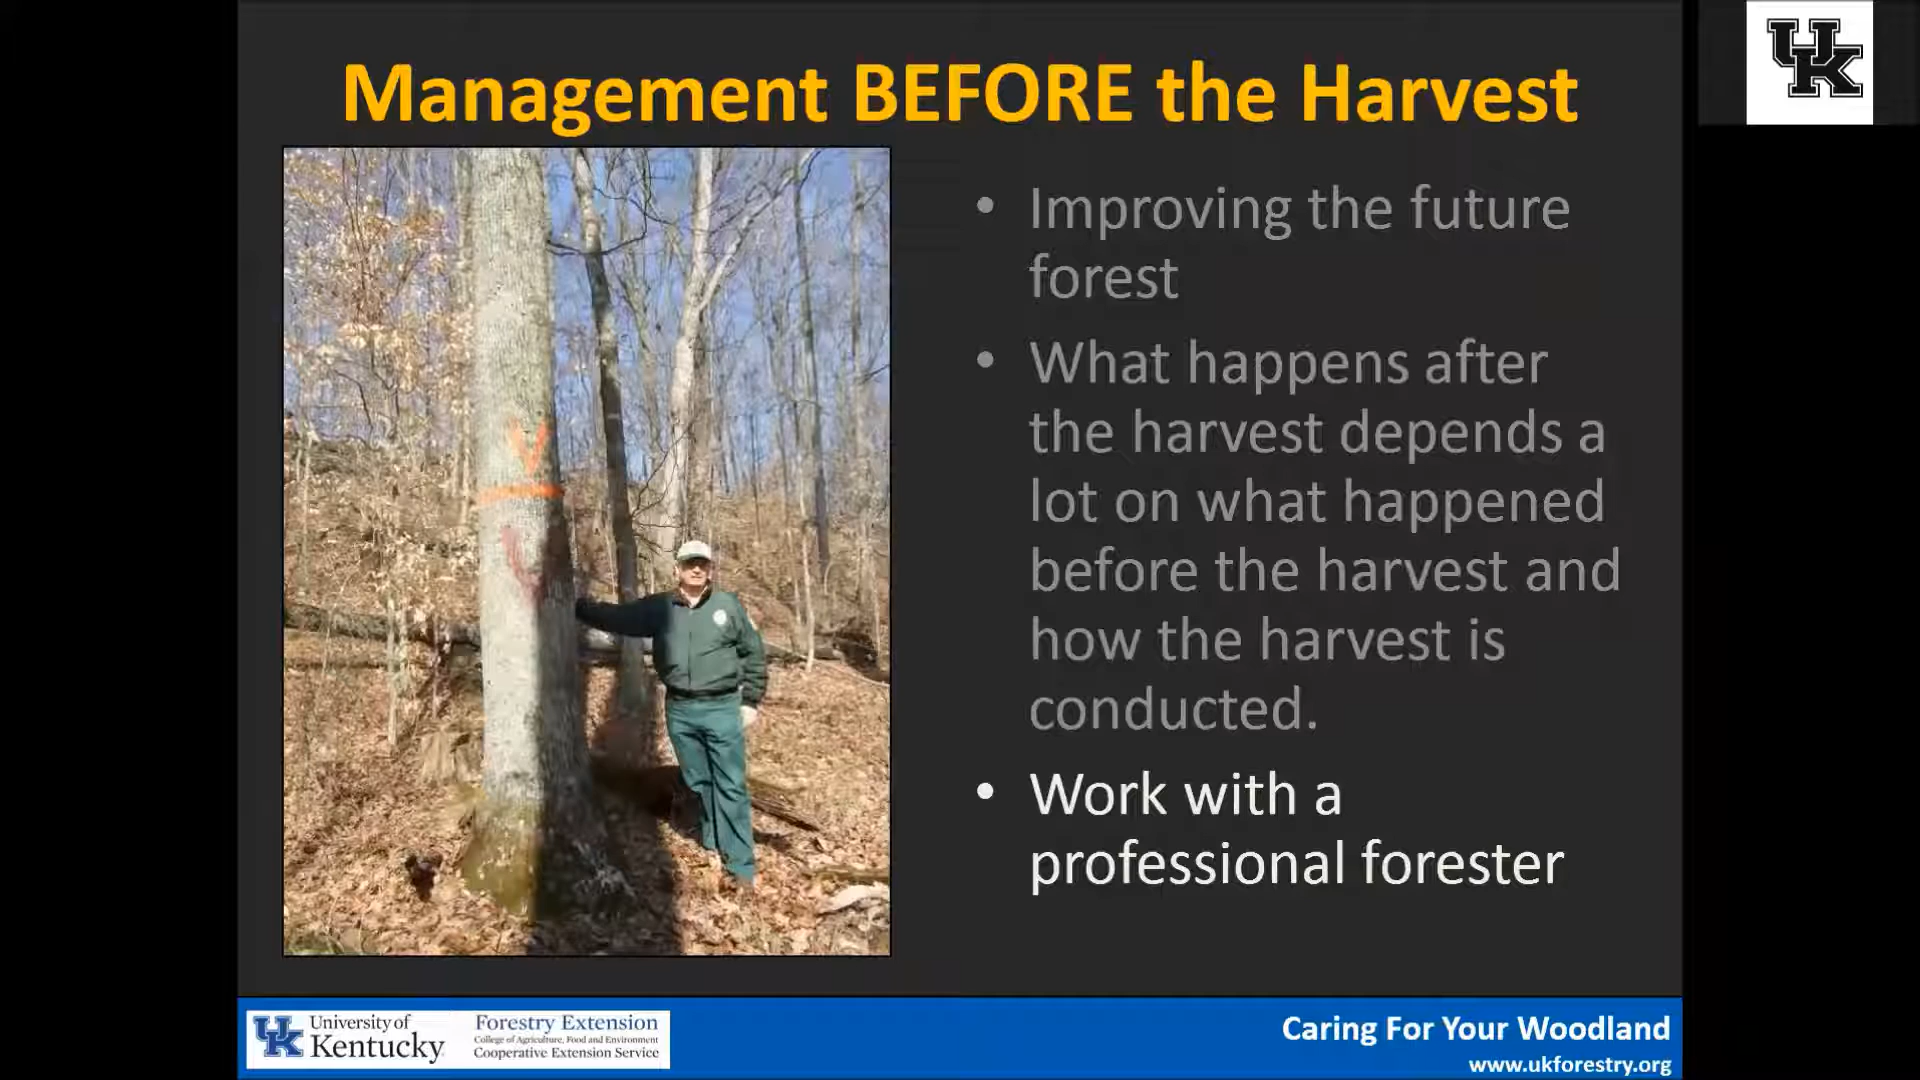 Management BEFORE the Harvest
UK
• Improving the future
forest
• What happens after
the harvest depends a
lot on what happened
before the harvest and
how the harvest is
conducted.
• Work with a
professional forester
UK University of
Kentucky
Forestry Extension
College of Agriculture, Food and Environment
Cooperative Extension Service
Caring For Your Woodland
www.ukforestry.org